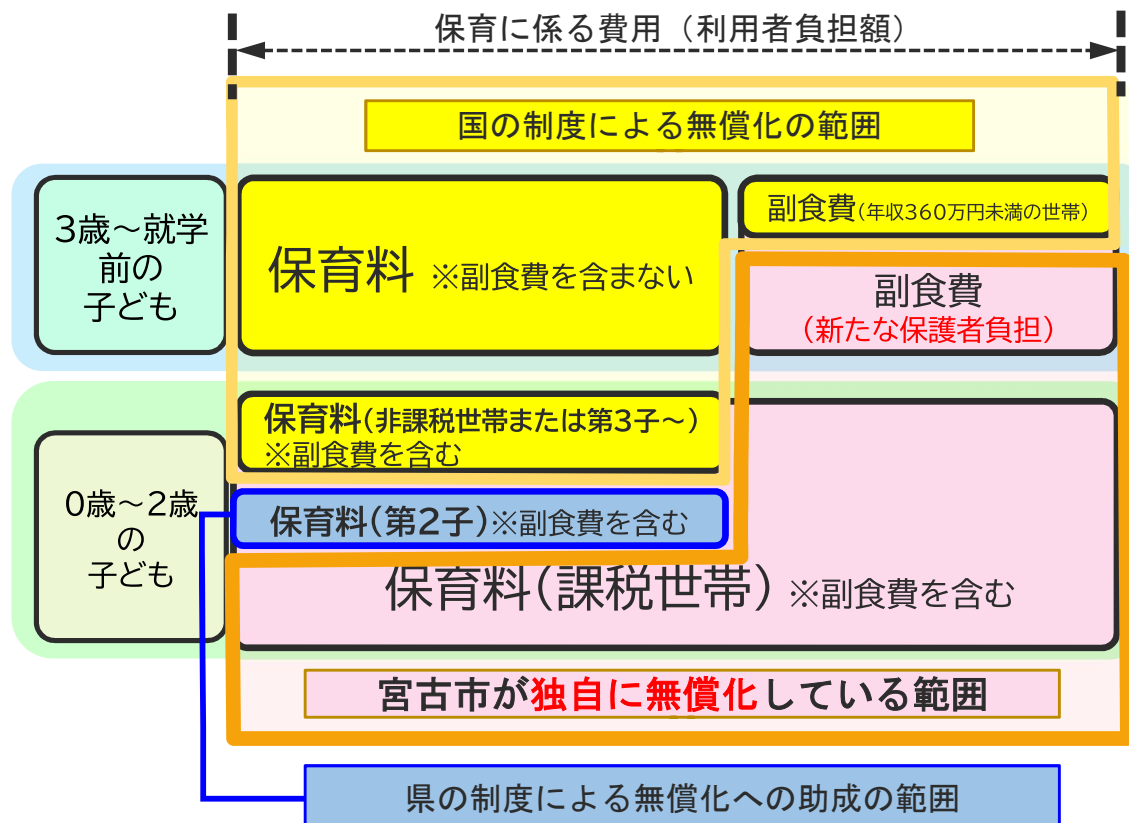 保育に係る費用（利用者負担額）
国の制度による無償化の範囲
3歳～就学
前の
子ども
保育料 ※副食費を含まない
副食費(年収360万円未満の世帯)
副食費
（新たな保護者負担）
0歳～2歳
の
子ども
保育料(非課税世帯または第3子～)
※副食費を含む
保育料(第2子)※副食費を含む
保育料(課税世帯) ※副食費を含む
宮古市が独自に無償化している範囲
県の制度による無償化への助成の範囲